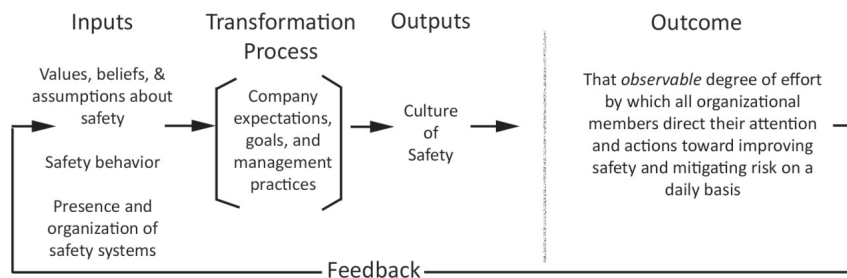 Inputs
Values, beliefs, &
assumptions about
safety
Safety behavior
Presence and
organization of
safety systems
Transformation
Process
Company
expectations,
goals, and
management
practices
Outputs
Culture
of
Safety
Outcome
That observable degree of effort
by which all organizational
members direct their attention
and actions toward improving
safety and mitigating risk on a
daily basis
Feedback